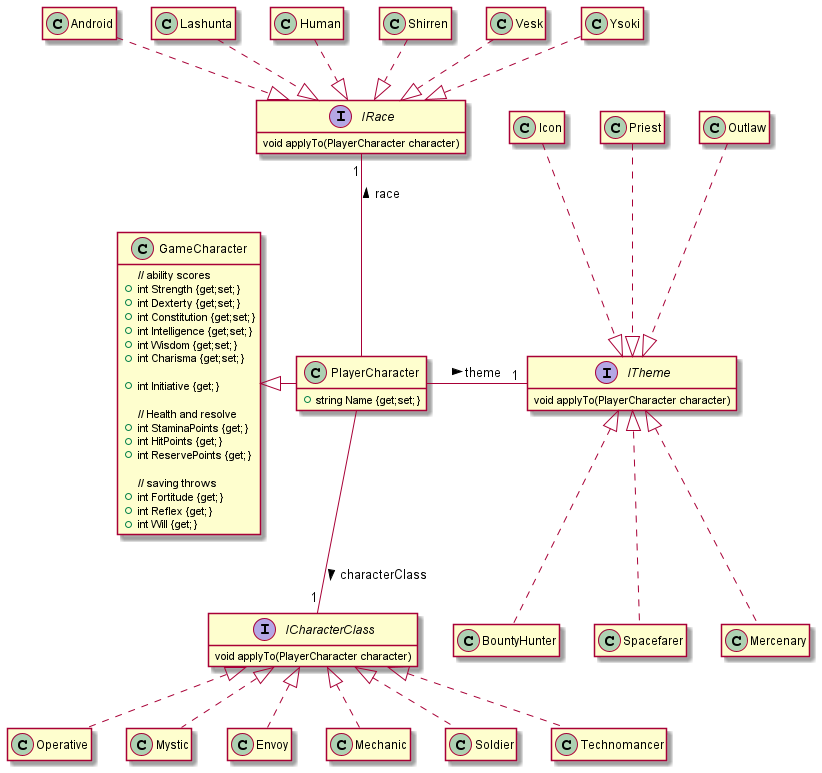 C Android
C Lashunta
C Human
C Shirren
C Vesk
C Ysoki
I IRace
void applyTo(PlayerCharacter character)
C Icon
C Priest
C Outlaw
1
race
C GameCharacter
// ability scores
int Strength {get;set;}
int Dexterty {get;set;}
int Constitution {get;set;}
int Intelligence {get;set;}
int Wisdom {get;set;}
int Charisma {get;set;}
int Initiative {get;}
// Health and resolve
int StaminaPoints {get;}
int HitPoints {get;}
int ReservePoints {get;}
// saving throws
int Fortitude {get;}
int Reflex {get;}
int Will {get;}
C PlayerCharacter
string Name {get;set;}
theme
1
I ITheme
void applyTo(PlayerCharacter character)
characterClass
1
I ICharacterClass
void applyTo(PlayerCharacter character)
C BountyHunter
C Spacefarer
C Mercenary
C Operative
C Mystic
C Envoy
C Mechanic
C Soldier
C Technomancer